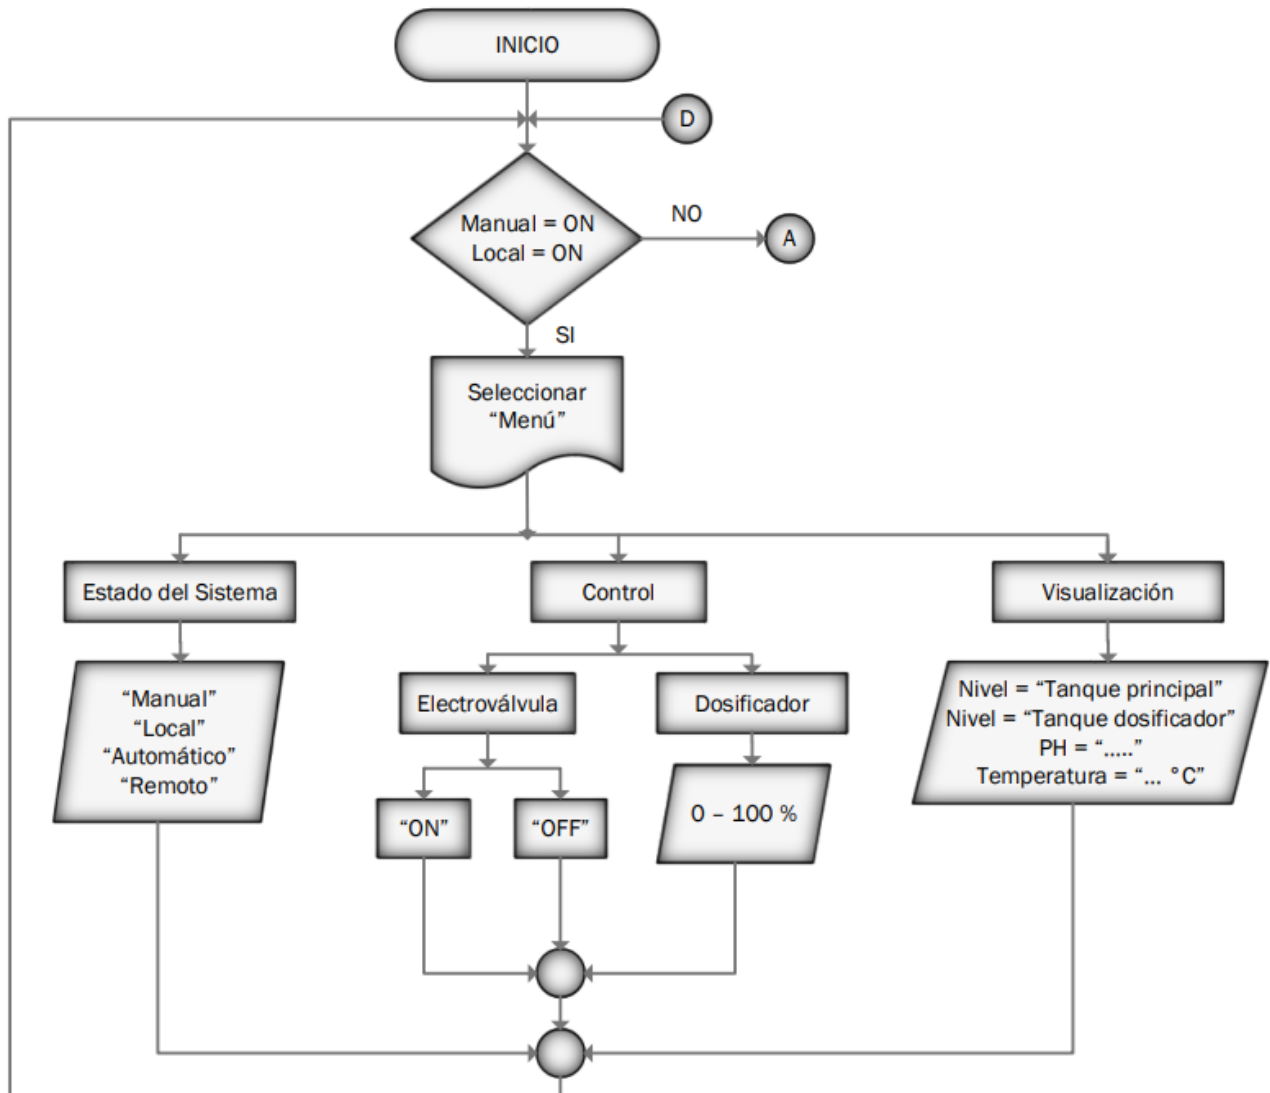 INICIO
D
Manual = ON
Local = ON
NO
A
SI
Seleccionar
“Menú”
Estado del Sistema
Control
Visualización
“Manual”
“Local”
“Automático”
“Remoto”
Electroválvula
Dosificador
Nivel = “Tanque principal”
Nivel = “Tanque dosificador”
PH = “.....”
Temperatura = “... °C”
“ON”
“OFF”
0 – 100 %